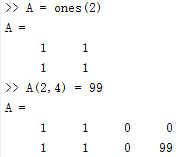 >> A = ones(2)
A =
1 1
1 1
>> A(2,4) = 99
A =
1 1 0 0
1 1 0 99